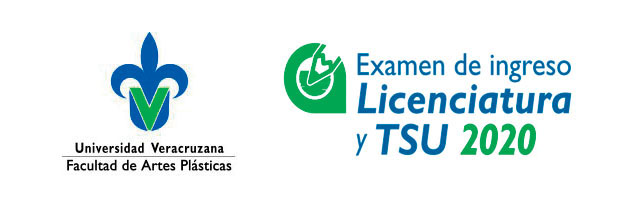 Universidad Veracruzana
Facultad de Artes Plásticas
Examen de ingreso
Licenciatura
y TSU 2020